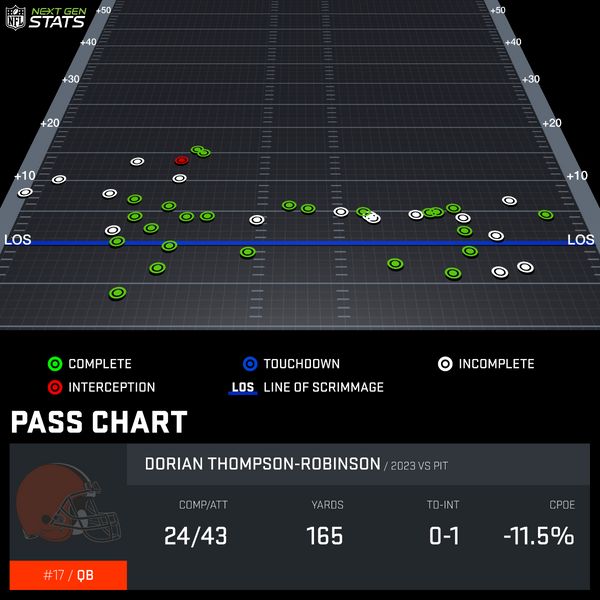 NFL NEXT GEN STATS
+50 +50
+40 +40
+30 +30
+20 +20
+10 +10
LOS LOS
COMPLETE TOUCHDOWN INCOMPLETE
INTERCEPTION LOS LINE OF SCRIMMAGE
PASS CHART
DORIAN THOMPSON-ROBINSON / 2023 VS PIT
COMP/ATT YARDS TD-INT CPOE
24/43 165 0-1 -11.5%
#17 / QB